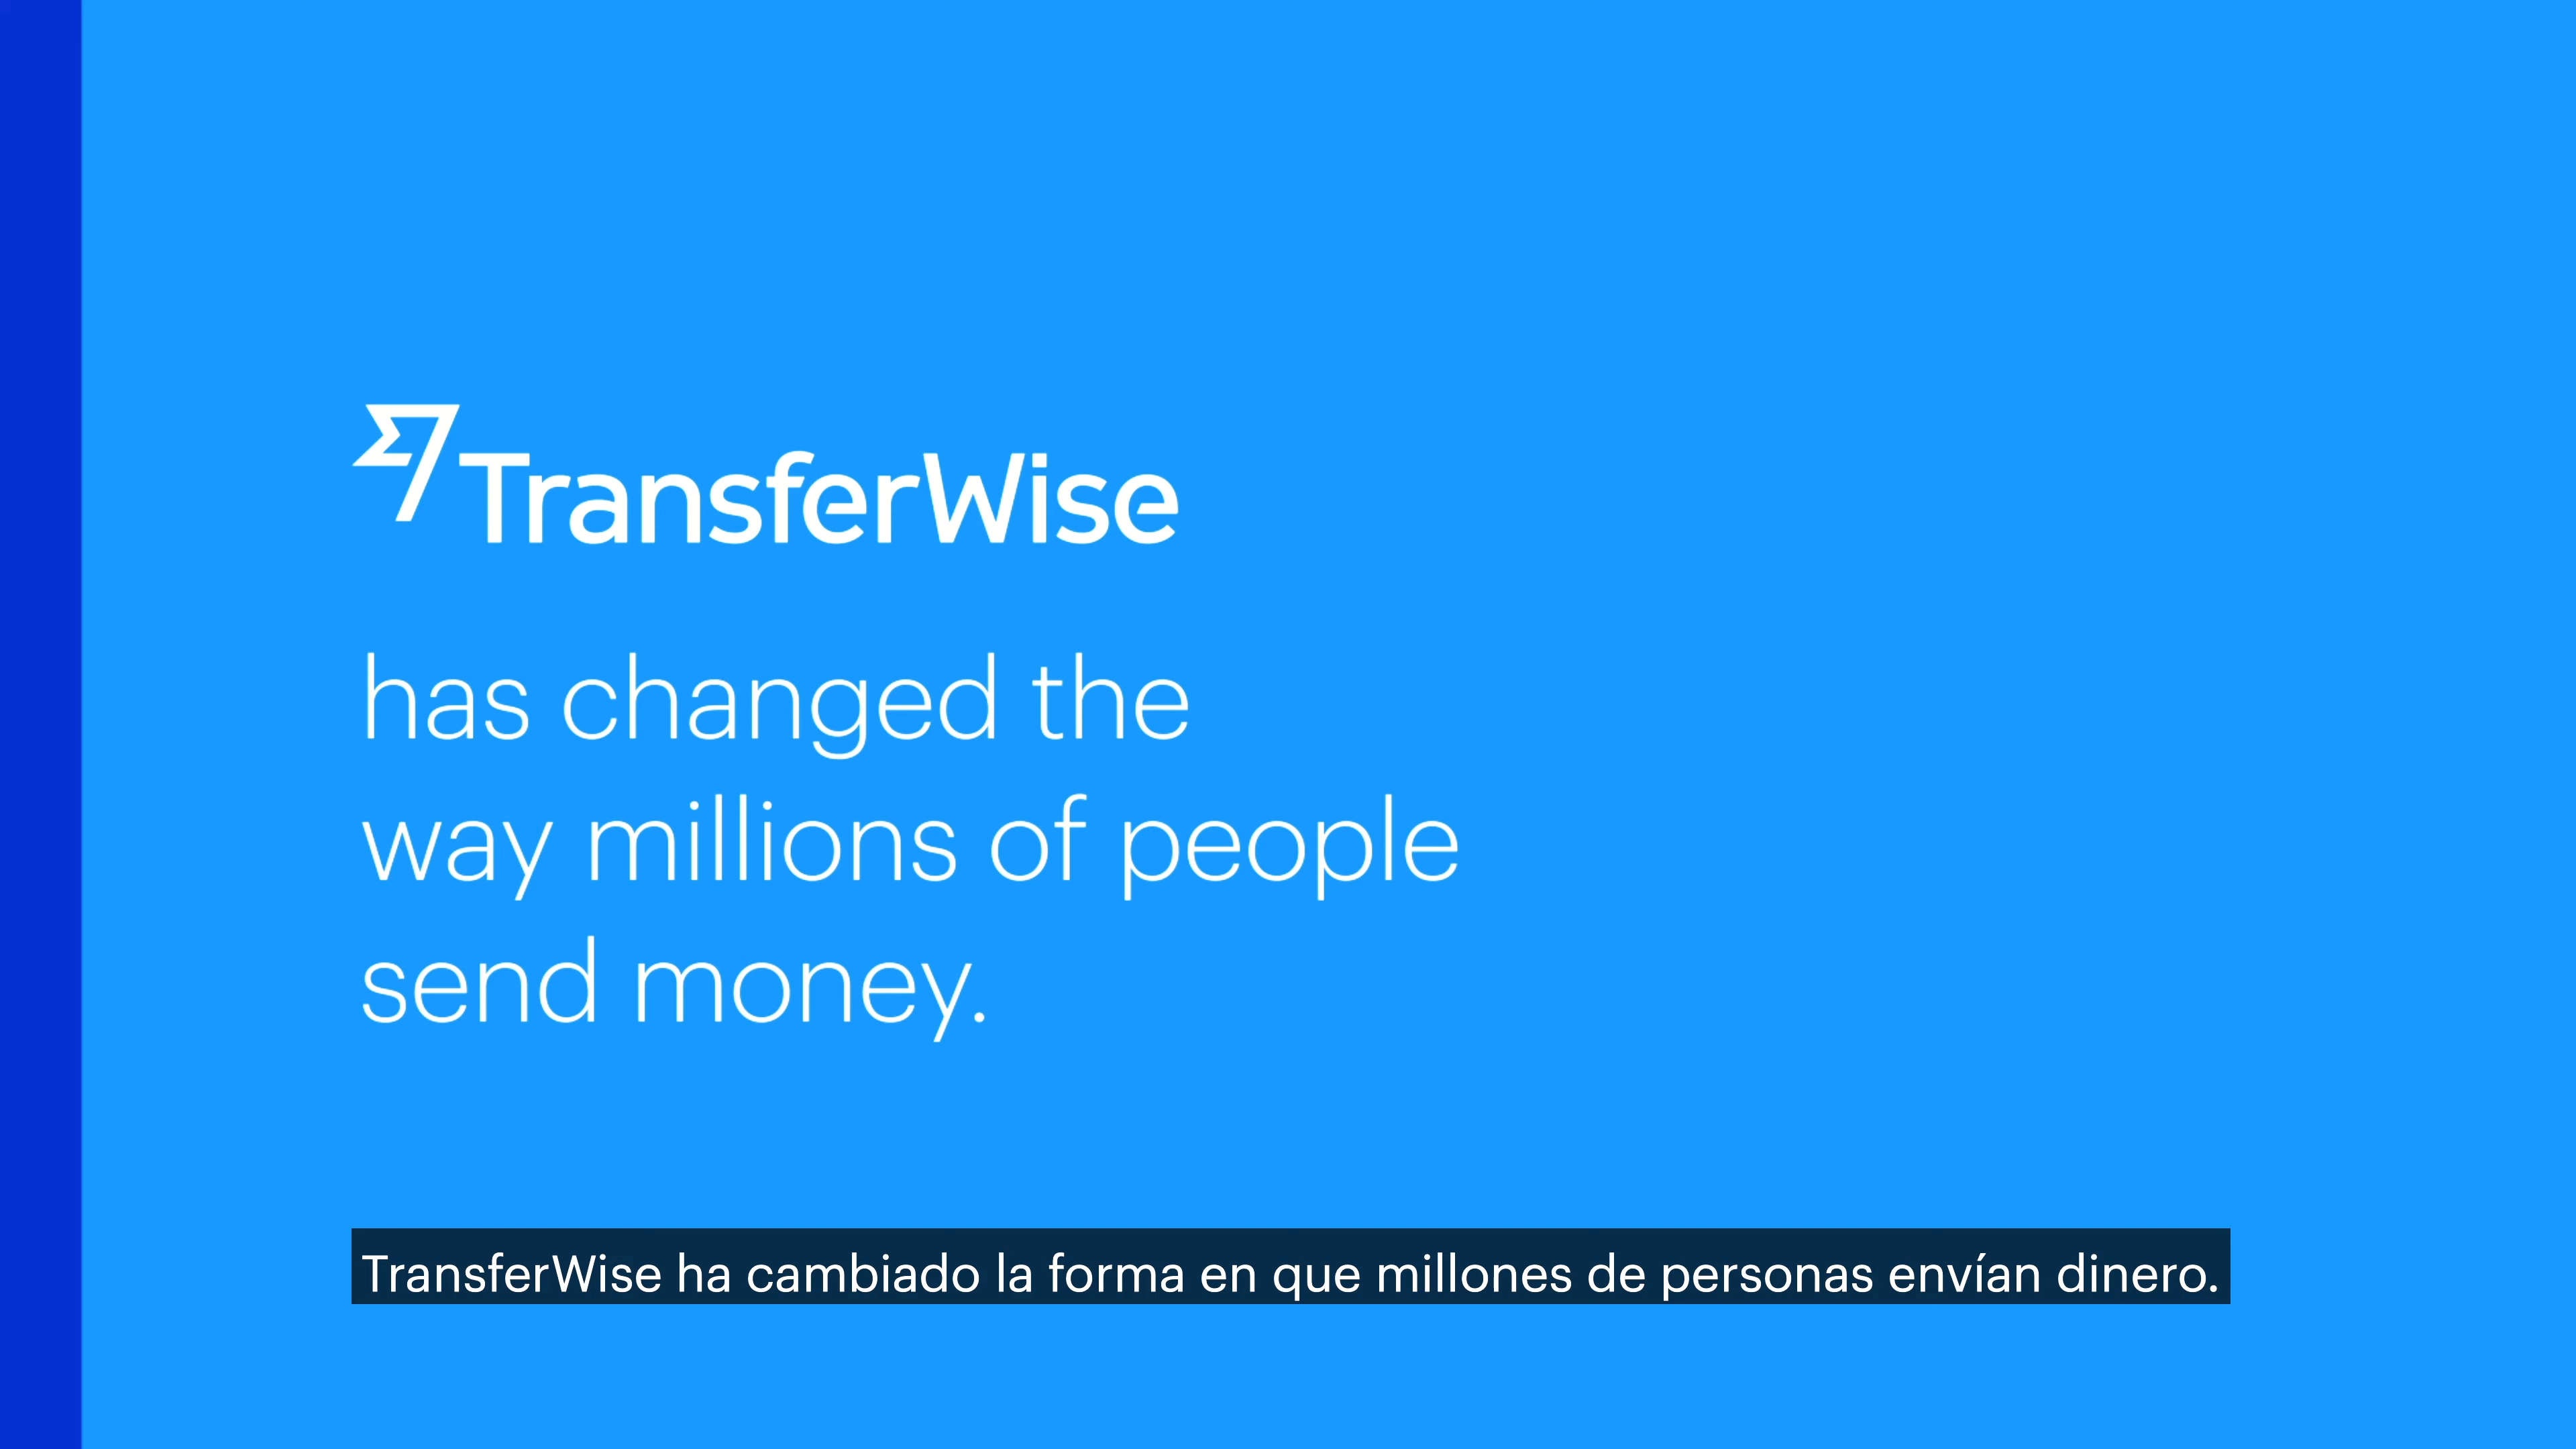 TransferWise
has changed the
way millions of people
send money.
TransferWise ha cambiado la forma en que millones de personas envían dinero.